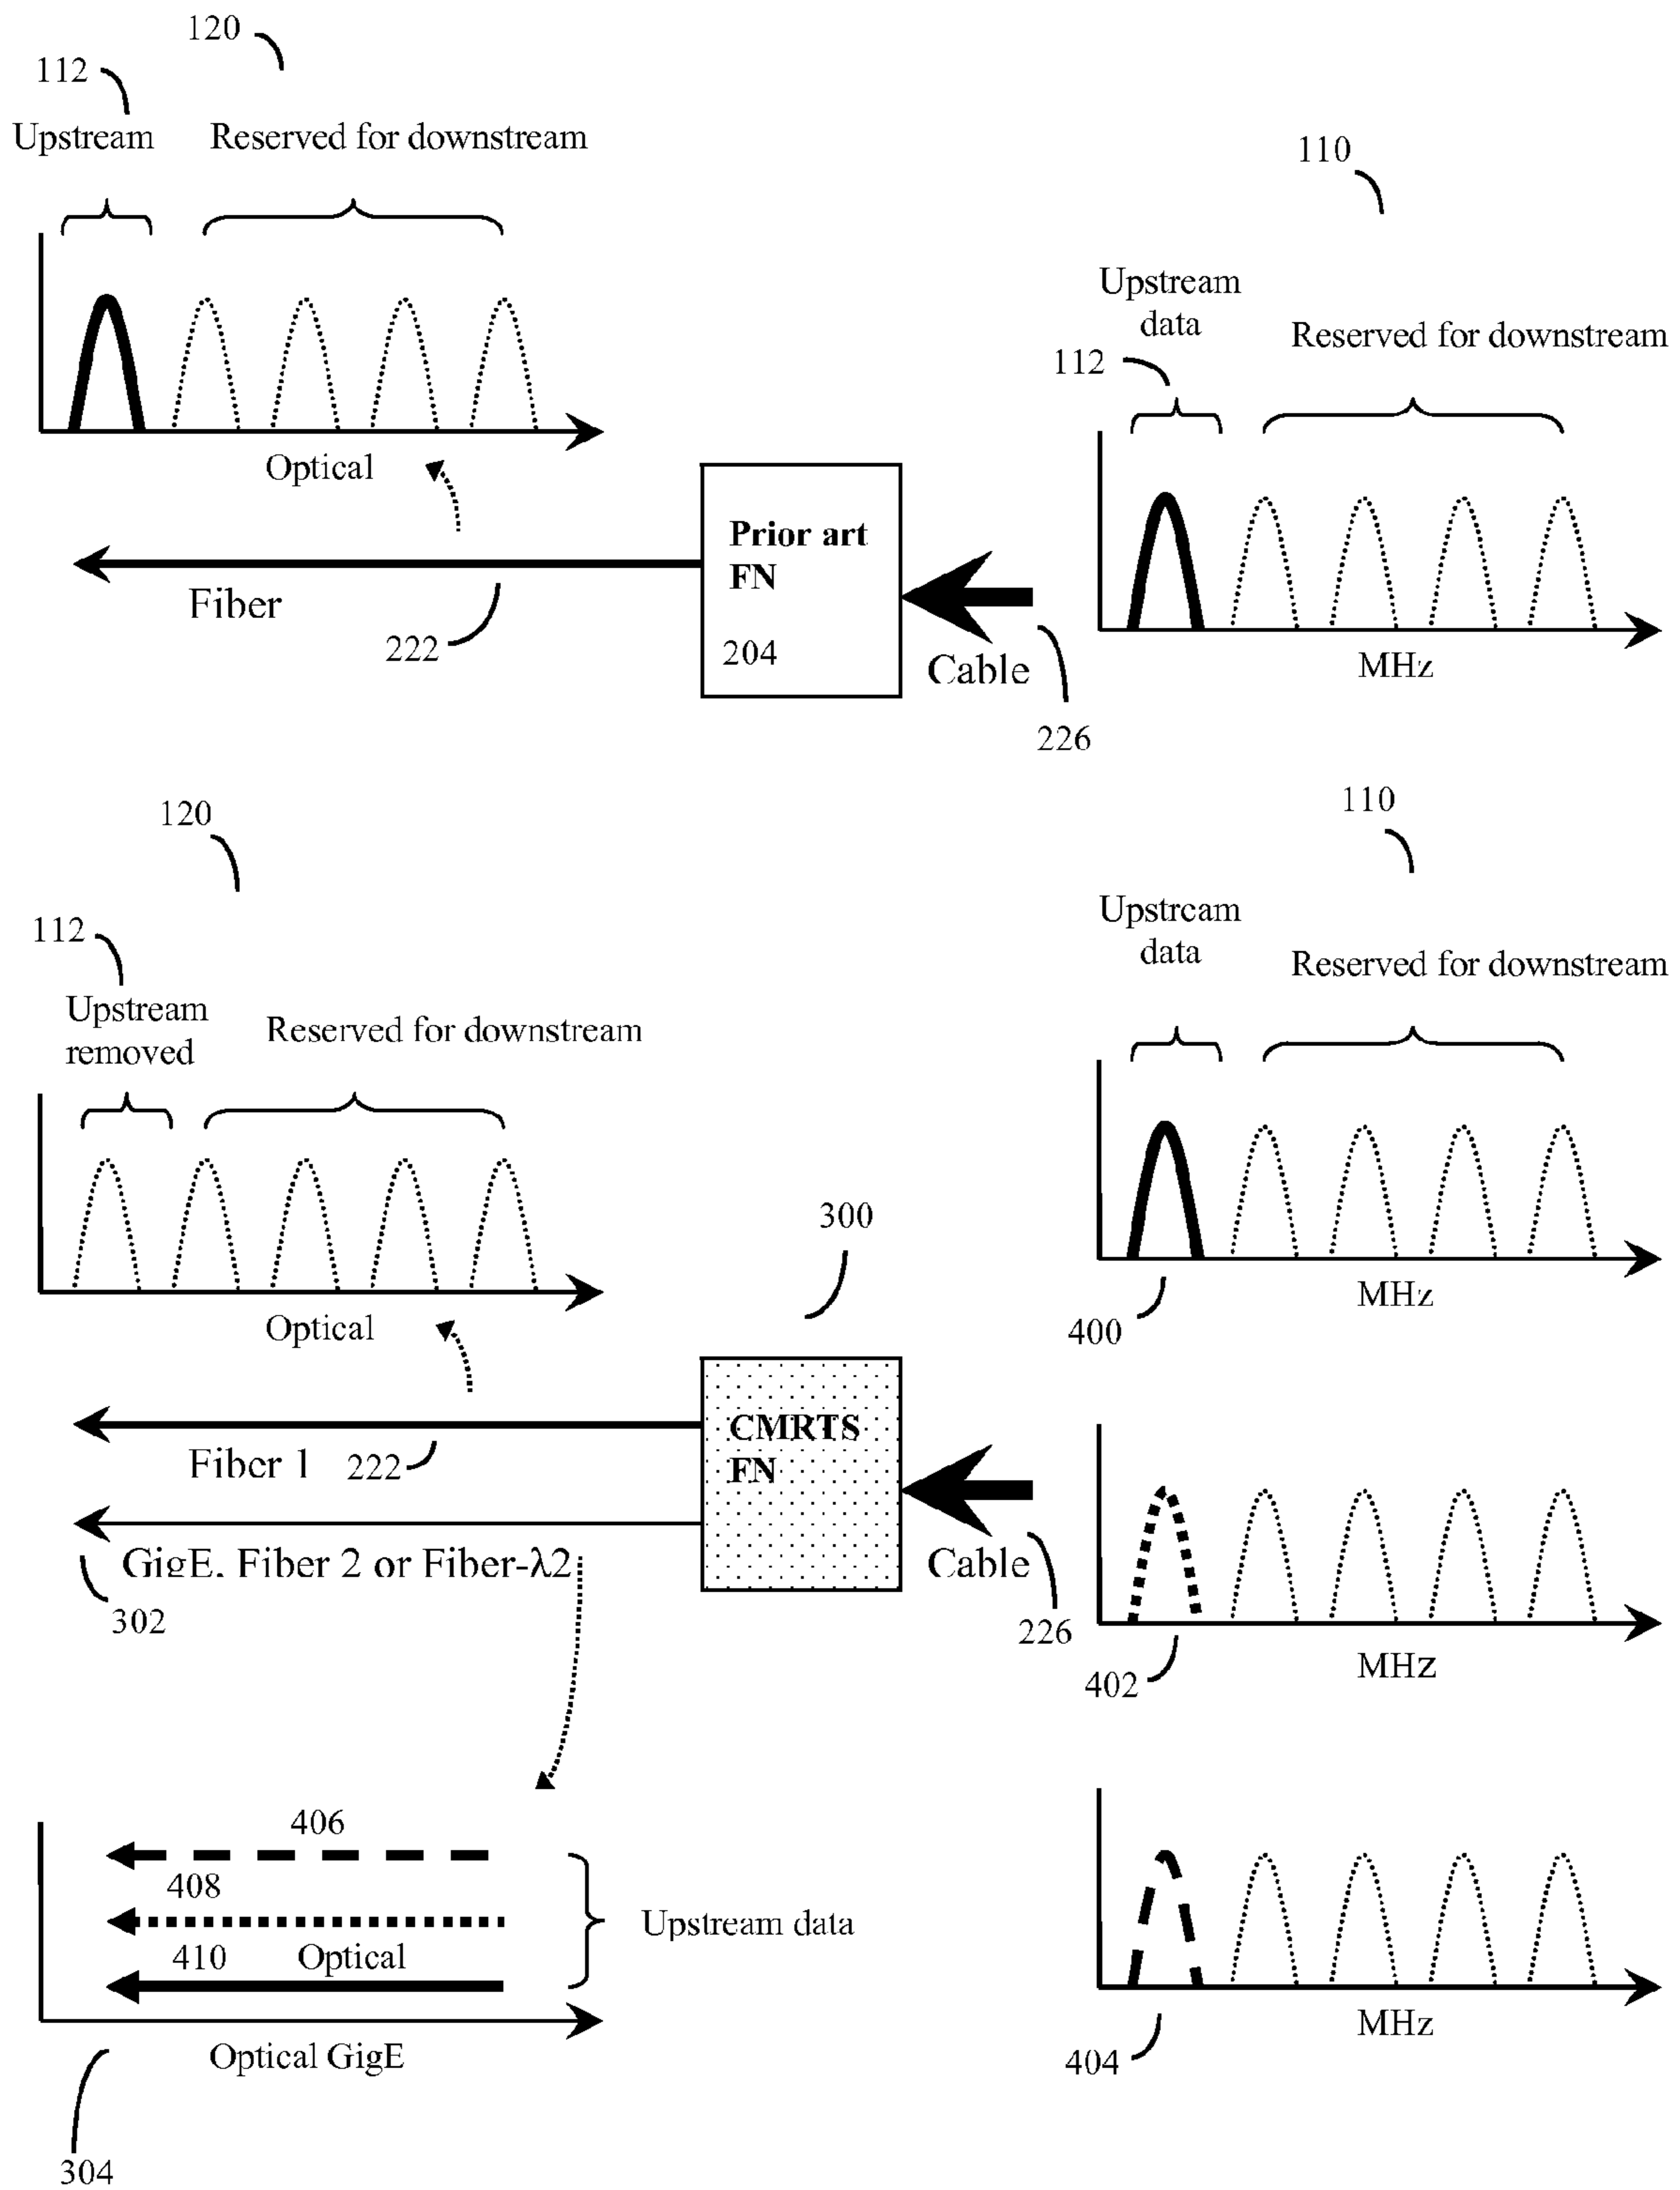 120
112
Upstream
Reserved for downstream
110
Upstream
data
Reserved for downstream
112
Optical
Prior art
FN
204
Fiber
222
Cable
226
MHz
120
112
Upstream
removed
Reserved for downstream
110
Upstream
data
Reserved for downstream
300
Optical
MHz
400
CMRTS
FN
Fiber 1
222
GigE, Fiber 2 or Fiber-λ2
302
Cable
226
MHz
402
406
408
410
Optical
Upstream data
Optical GigE
304
MHz
404